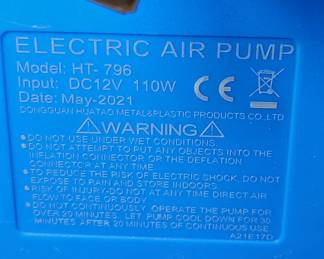 ELECTRIC AIR PUMP
Model: HT- 796
Input: DC12V 110W
Date: May-2021
CE
DONGGUAN HUATAO METAL&PLASTIC PRODUCTS CO.LTD
⚠WARNING⚠
•DO NOT USE UNDER WET CONDITIONS.
•DO NOT ATTEMPT TO PUT ANY OBJECTS INTO THE
INFLATION CONNECTOR OR THE DEFLATION
CONNECTOR AT ANY TIME.
•TO REDUCE THE RISK OF ELECTRIC SHOCK, DO NOT
EXPOSE TO RAIN AND STORE INDOORS.
•RISK OF INJURY-DO NOT AT ANY TIME DIRECT AIR
FLOW TO FACE OR BODY
•DO NOT CONTINUOUSLY OPERATE THE PUMP FOR
OVER 20 MINUTES. LET PUMP COOL DOWN FOR 30
MINUTES AFTER 20 MINUTES OF CONTINUOUS USE.
A21E17D